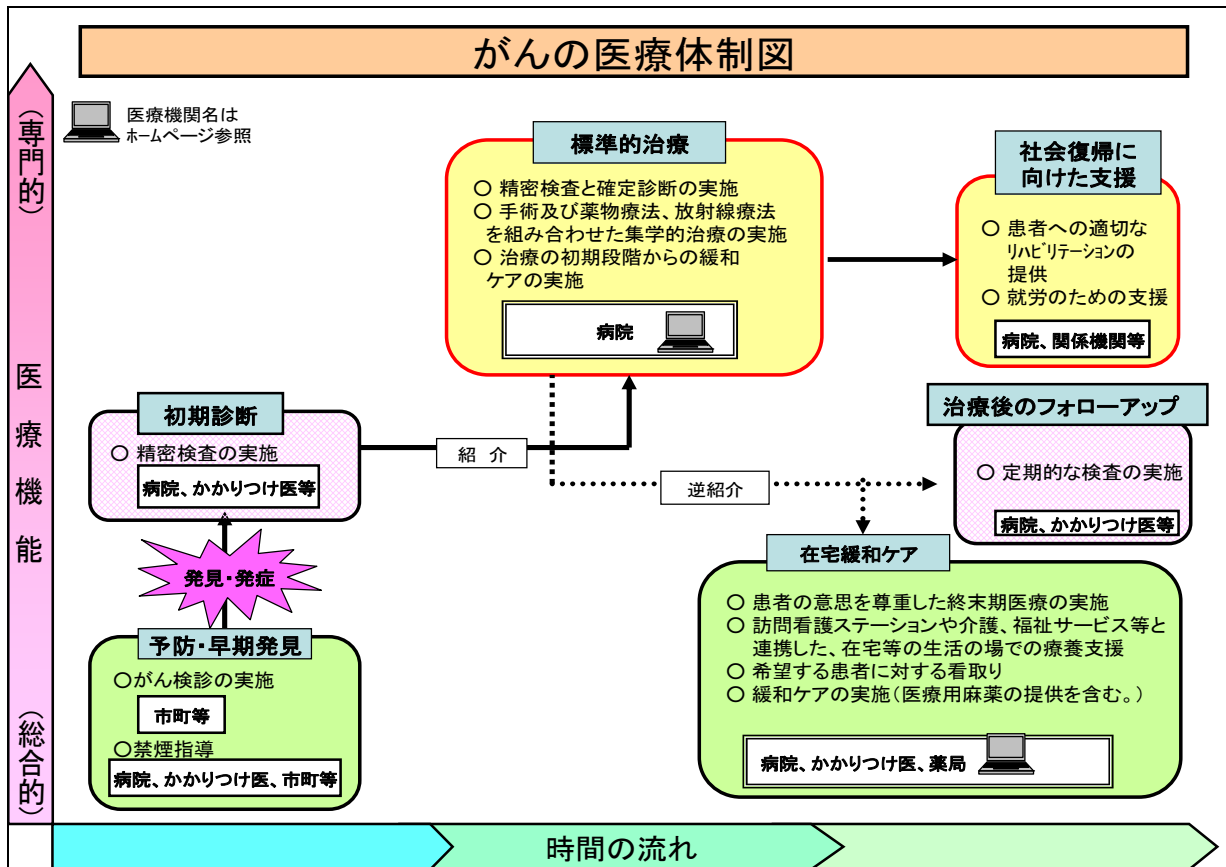 がんの医療体制図
医療機関名は
ホームページ参照
(専門的)
医療機能
(総合的)
標準的治療
○ 精密検査と確定診断の実施
○ 手術及び薬物療法、放射線療法
を組み合わせた集学的治療の実施
○ 治療の初期段階からの緩和
ケアの実施
病院
社会復帰に
向けた支援
○ 患者への適切な
ﾘﾊﾋﾞﾘﾃｰｼｮﾝの
提供
○ 就労のための支援
病院、関係機関等
初期診断
○ 精密検査の実施
病院、かかりつけ医等
紹 介
逆紹介
治療後のフォローアップ
○ 定期的な検査の実施
病院、かかりつけ医等
発見・発症
予防・早期発見
○がん検診の実施
市町等
○禁煙指導
病院、かかりつけ医、市町等
在宅緩和ケア
○ 患者の意思を尊重した終末期医療の実施
○ 訪問看護ステーションや介護、福祉サービス等と
連携した、在宅等の生活の場での療養支援
○ 希望する患者に対する看取り
○ 緩和ケアの実施(医療用麻薬の提供を含む。)
病院、かかりつけ医、薬局
時間の流れ